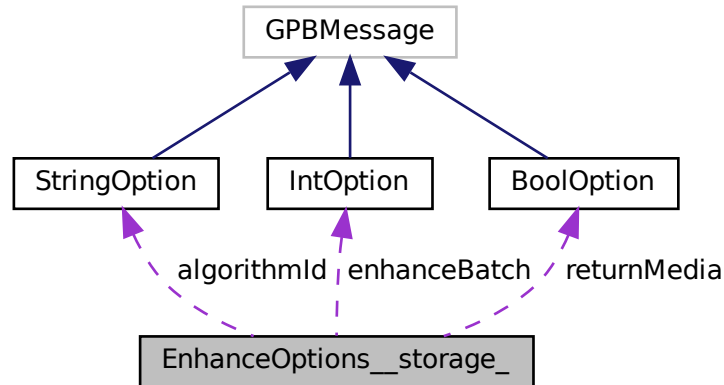 GPBMessage
StringOption
IntOption
BoolOption
algorithmId
enhanceBatch
returnMedia
EnhanceOptions__storage_